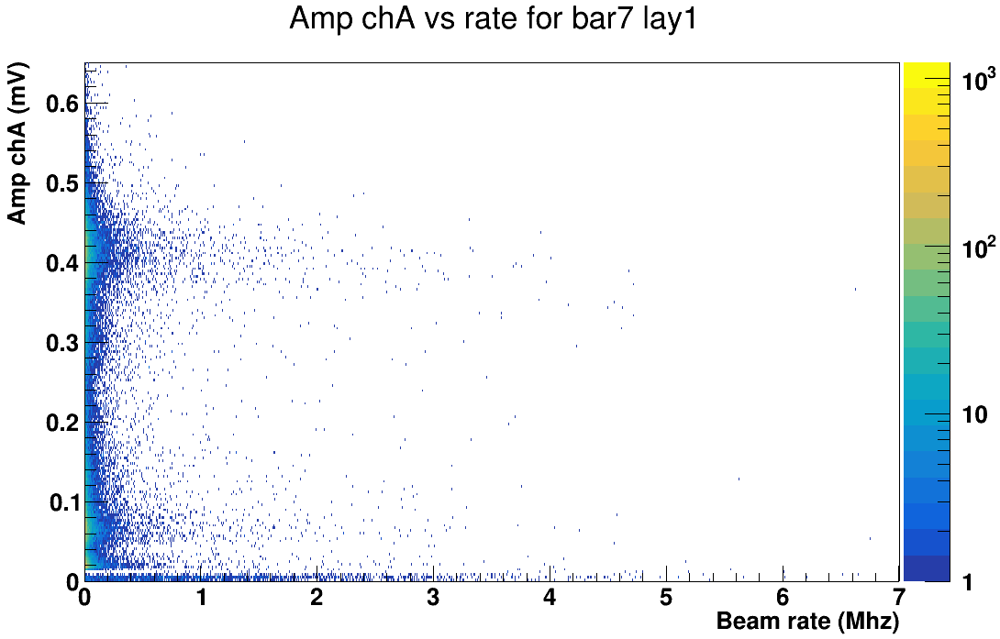 Amp chA vs rate for bar7 lay1
Amp chA (mV)
0.6
0.5
0.4
0.3
0.2
0.1
0
0 1 2 3 4 5 6 7
Beam rate (Mhz)
10³
10²
10
1